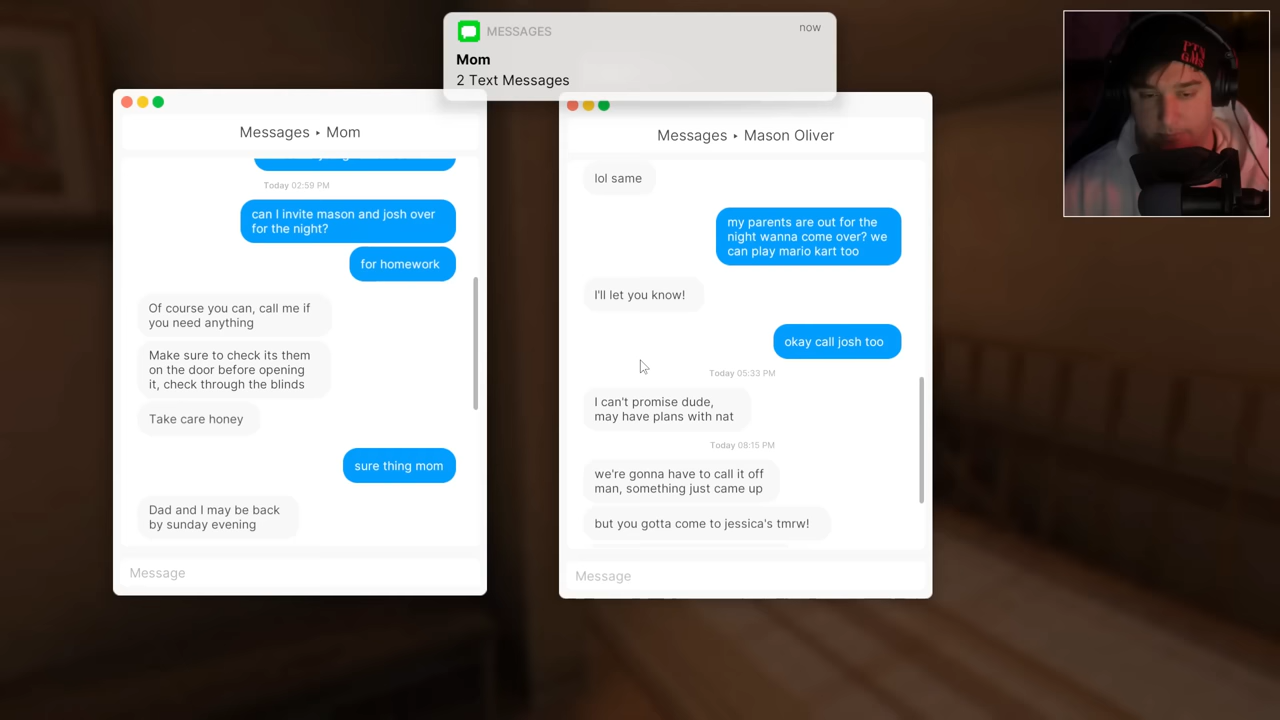 MESSAGES
now
Mom
2 Text Messages
Messages ▸ Mom
Today 02:59 PM
can I invite mason and josh over
for the night?
for homework
Of course you can, call me if
you need anything
Make sure to check its them
on the door before opening
it, check through the blinds
Take care honey
sure thing mom
Dad and I may be back
by sunday evening
Message
Messages ▸ Mason Oliver
lol same
my parents are out for the
night wanna come over? we
can play mario kart too
I'll let you know!
okay call josh too
Today 05:33 PM
I can't promise dude,
may have plans with nat
Today 08:15 PM
we're gonna have to call it off
man, something just came up
but you gotta come to jessica's tmrw!
Message
PTN
GMS